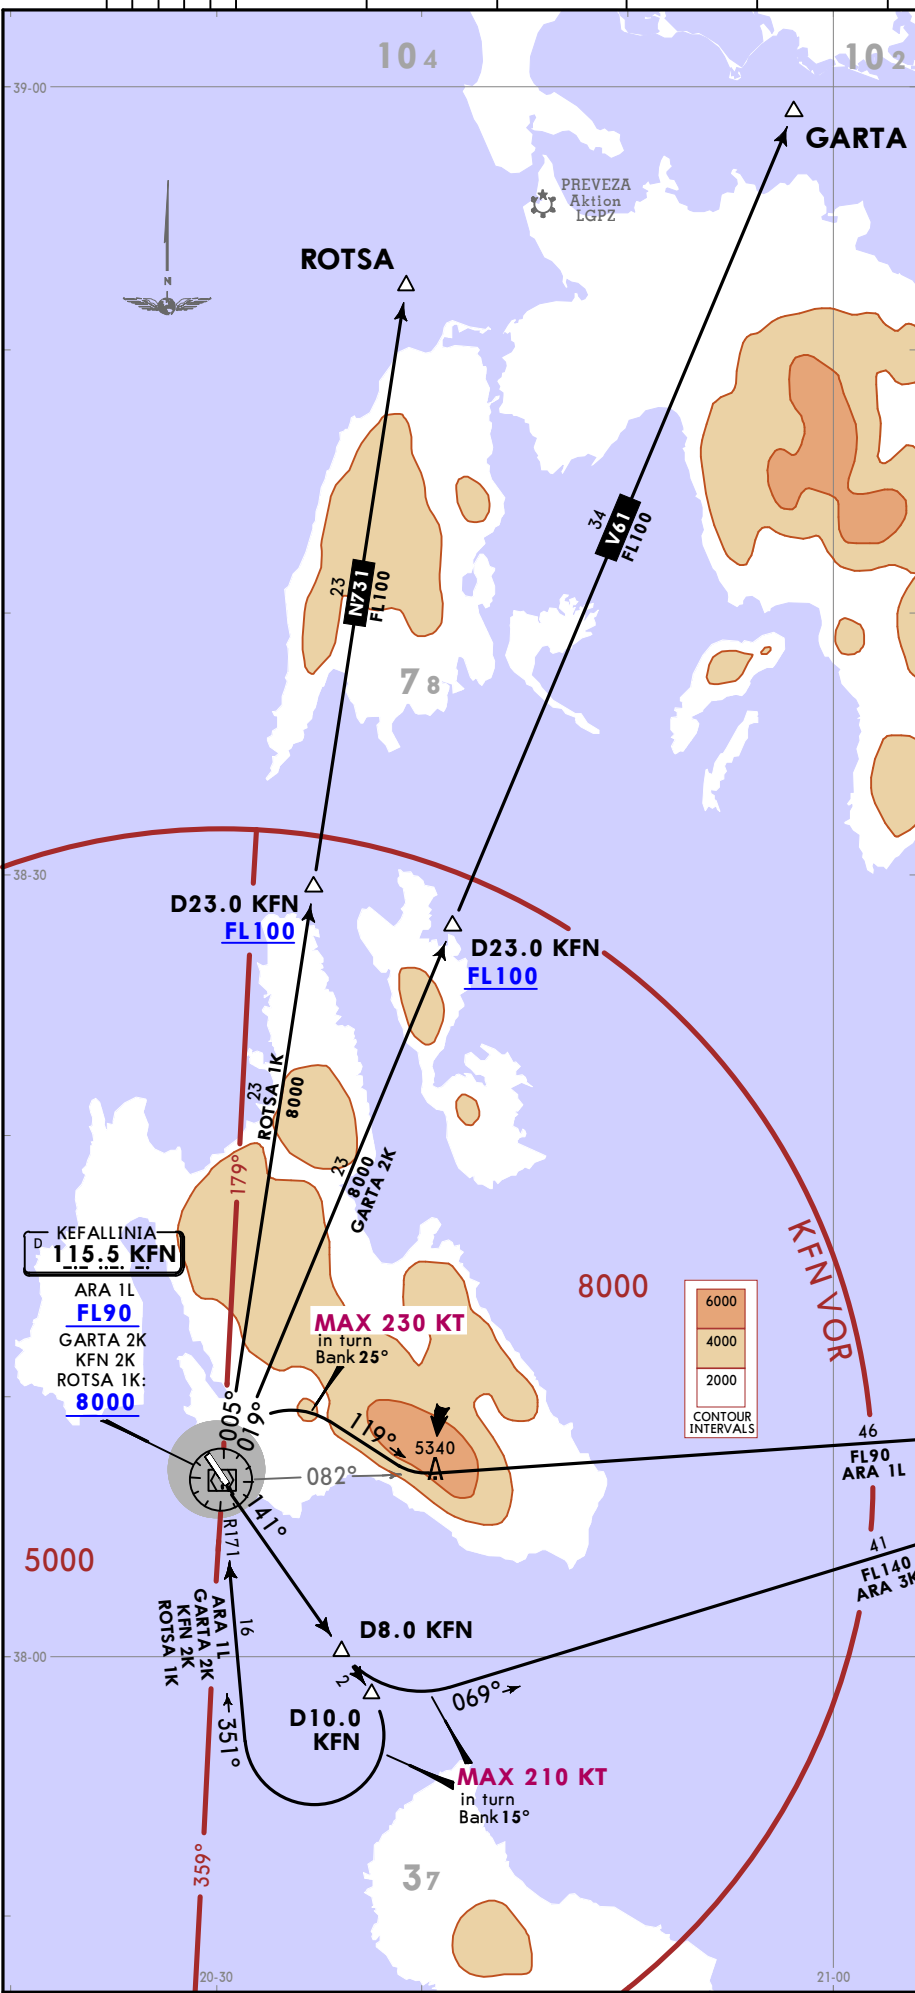 10 4
10 2
39-00
GARTA
PREVEZA
Aktion
LGPZ
ROTSA
N
34
V61
FL100
23
N731
FL100
7 8
38-30
D23.0 KFN
FL100
D23.0 KFN
FL100
23
ROTSA 1K
8000
23
8000
GARTA 2K
179°
KEFALLINIA
D 115.5 KFN
ARA 1L
FL90
GARTA 2K
KFN 2K
ROTSA 1K:
8000
KFN VOR
8000
6000
4000
2000
CONTOUR
INTERVALS
MAX 230 KT
in turn
Bank 25°
005°
019°
119°
5340
46
FL90
ARA 1L
082°
141°
R171
5000
41
FL140
ARA 3K
ARA 1L
GARTA 2K
KFN 2K
ROTSA 1K
16
D8.0 KFN
38-00
2
069°
D10.0
KFN
351°
MAX 210 KT
in turn
Bank 15°
359°
3 7
20-30
21-00